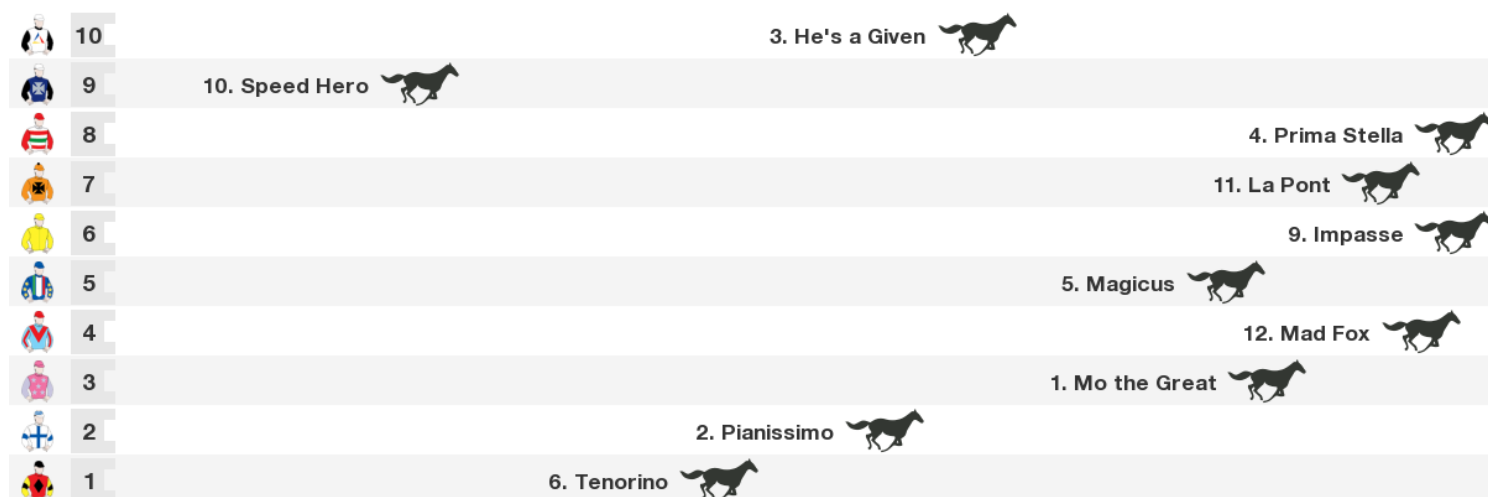 10 3. He's a Given
9 10. Speed Hero
8 4. Prima Stella
7 11. La Pont
6 9. Impasse
5 5. Magicus
4 12. Mad Fox
3 1. Mo the Great
2 2. Pianissimo
1 6. Tenorino